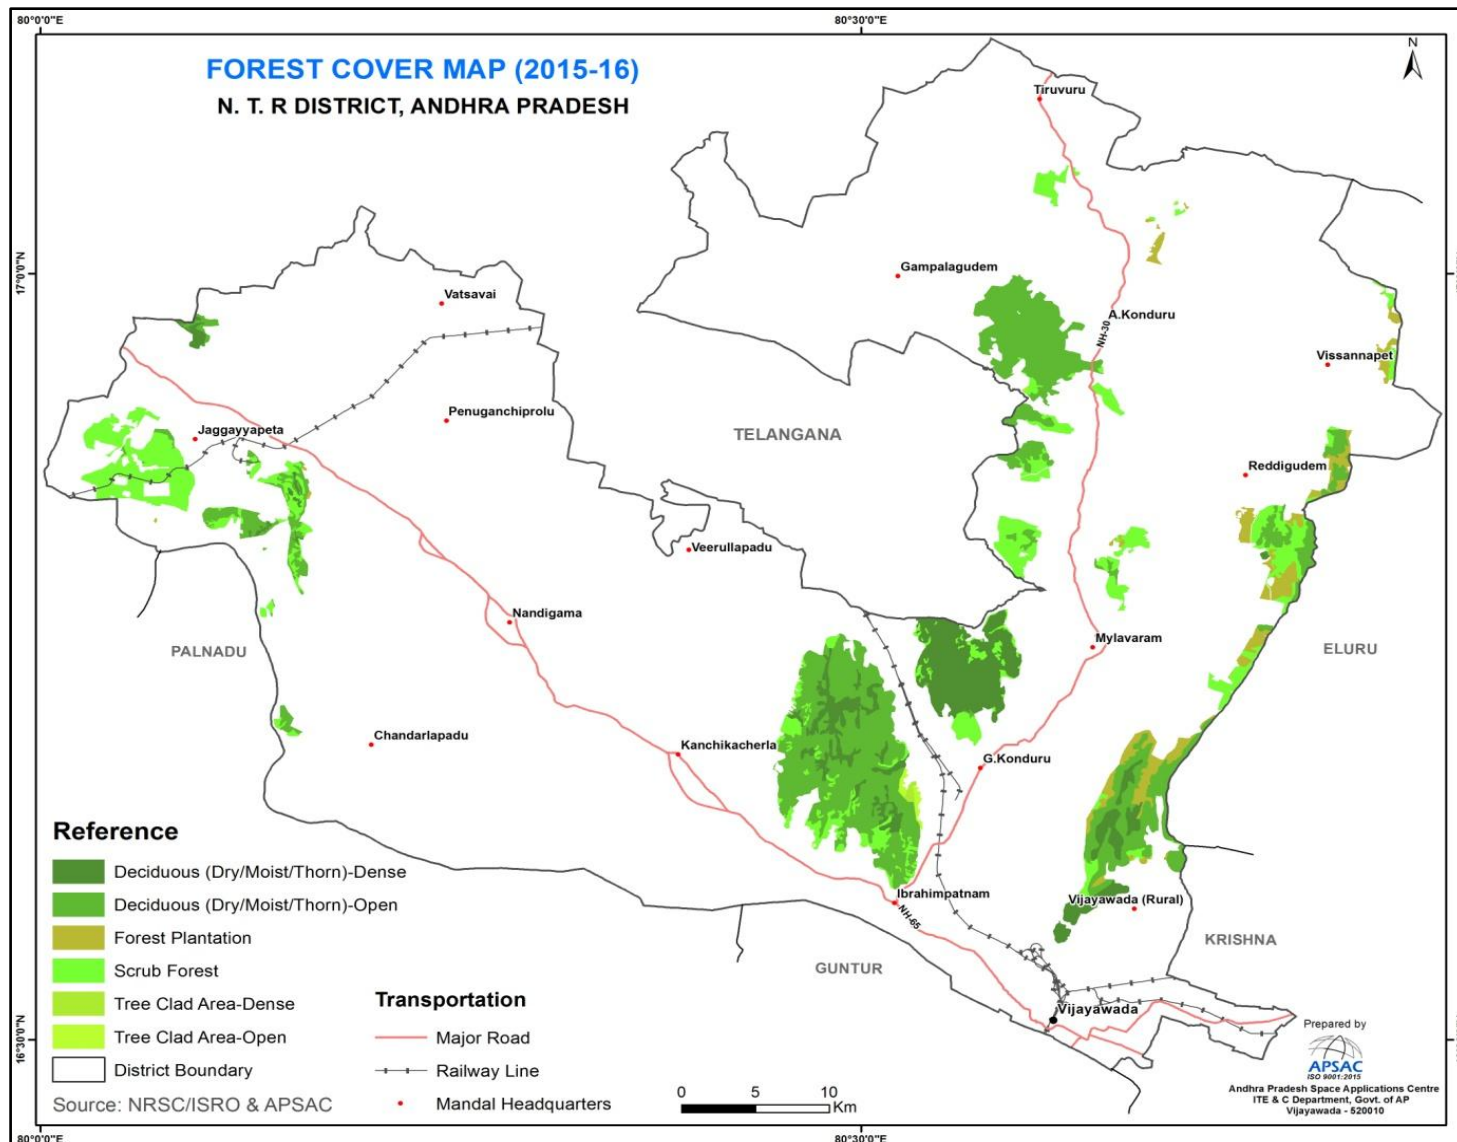 80°0'0"E
80°30'0"E
FOREST COVER MAP (2015-16)
N. T. R DISTRICT, ANDHRA PRADESH
N
Tiruvuru
17°0'0"N
Gampalagudem
Vatsavai
A.Konduru
NH-30
Vissannapet
Penuganchiprolu
Jaggayyapeta
TELANGANA
Reddigudem
Veerullapadu
Nandigama
Mylavaram
PALNADU
ELURU
Chandarlapadu
Kanchikacherla
G.Konduru
Ibrahimpatnam
NH-65
Vijayawada (Rural)
KRISHNA
GUNTUR
Vijayawada
16°30'0"N
Reference
Deciduous (Dry/Moist/Thorn)-Dense
Deciduous (Dry/Moist/Thorn)-Open
Forest Plantation
Scrub Forest
Tree Clad Area-Dense
Tree Clad Area-Open
District Boundary
Source: NRSC/ISRO & APSAC
Transportation
Major Road
Railway Line
Mandal Headquarters
0 5 10
Km
Prepared by
APSAC
ISO 9001:2015
Andhra Pradesh Space Applications Centre
ITE & C Department, Govt. of AP
Vijayawada - 520010
80°0'0"E
80°30'0"E